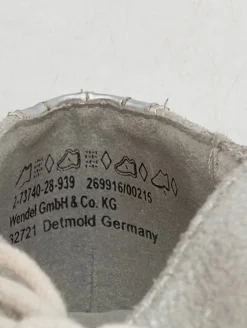 2-73740-28-939 269916/00215
Wendel GmbH & Co. KG
32721 Detmold Germany